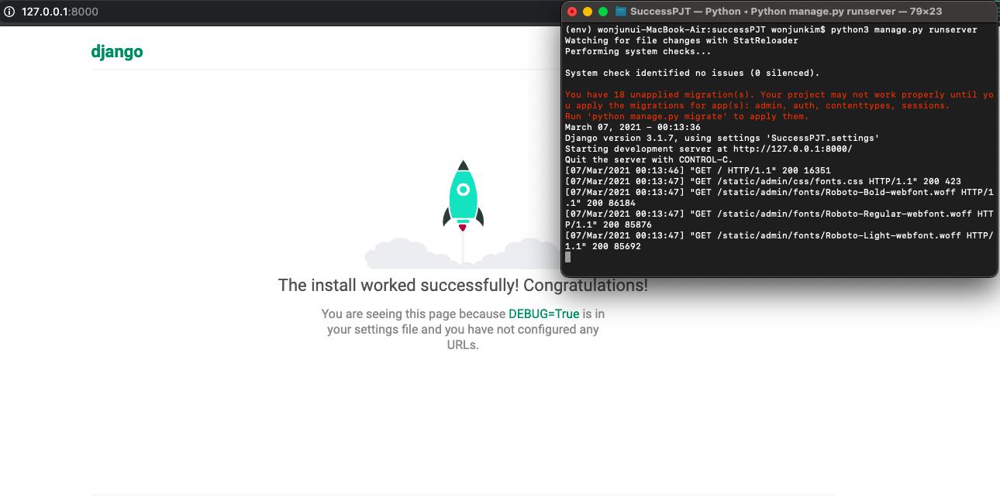 127.0.0.1:8000
django
The install worked successfully! Congratulations!
You are seeing this page because DEBUG=True is in
your settings file and you have not configured any
URLs.
SuccessPJT — Python ◂ Python manage.py runserver — 79×23
(env) wonjunui-MacBook-Air:successPJT wonjunkim$ python3 manage.py runserver
Watching for file changes with StatReloader
Performing system checks...
System check identified no issues (0 silenced).
You have 18 unapplied migration(s). Your project may not work properly until yo
u apply the migrations for app(s): admin, auth, contenttypes, sessions.
Run 'python manage.py migrate' to apply them.
March 07, 2021 - 00:13:36
Django version 3.1.7, using settings 'SuccessPJT.settings'
Starting development server at http://127.0.0.1:8000/
Quit the server with CONTROL-C.
[07/Mar/2021 00:13:46] "GET / HTTP/1.1" 200 16351
[07/Mar/2021 00:13:47] "GET /static/admin/css/fonts.css HTTP/1.1" 200 423
[07/Mar/2021 00:13:47] "GET /static/admin/fonts/Roboto-Bold-webfont.woff HTTP/1
.1" 200 86184
[07/Mar/2021 00:13:47] "GET /static/admin/fonts/Roboto-Regular-webfont.woff HTT
P/1.1" 200 85876
[07/Mar/2021 00:13:47] "GET /static/admin/fonts/Roboto-Light-webfont.woff HTTP/
1.1" 200 85692